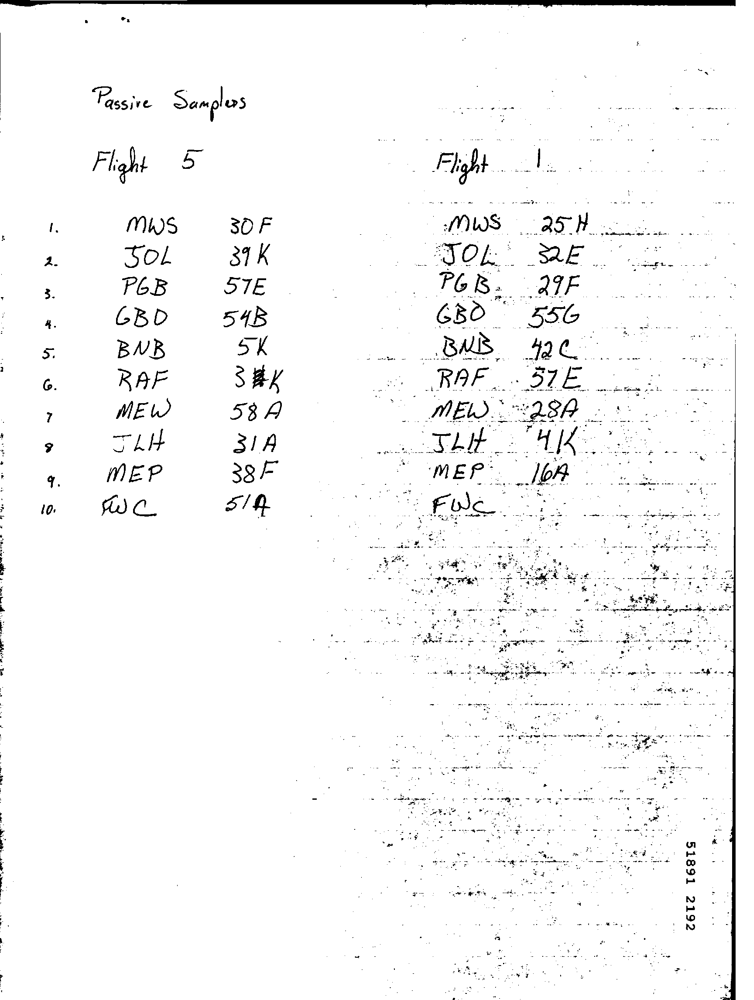 Passive Samplers
Flight 5 Flight 1
1. MWS 30F MWS 25H
2. JOL 39K JOL 32E
3. PGB 57E PGB 29F
4. GBD 54B GBD 55G
5. BNB 5K BNB 42C
6. RAF 3 K RAF 57E
7 MEW 58A MEW 28A
8 JLH 31A JLH 4K
9. MEP 38F MEP 16A
10. FWC 51A FWC
51891 2192